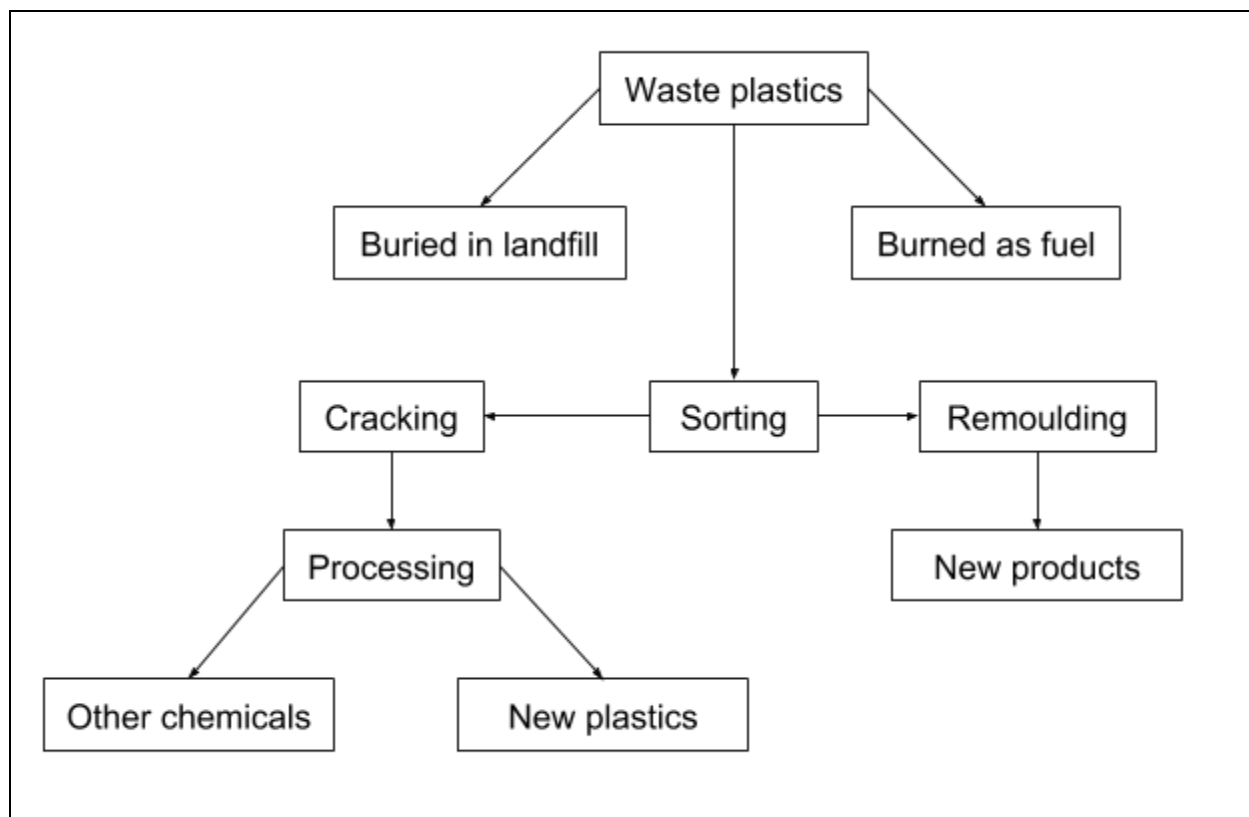 Waste plastics
Buried in landfill
Burned as fuel
Cracking
Sorting
Remoulding
Processing
New products
Other chemicals
New plastics